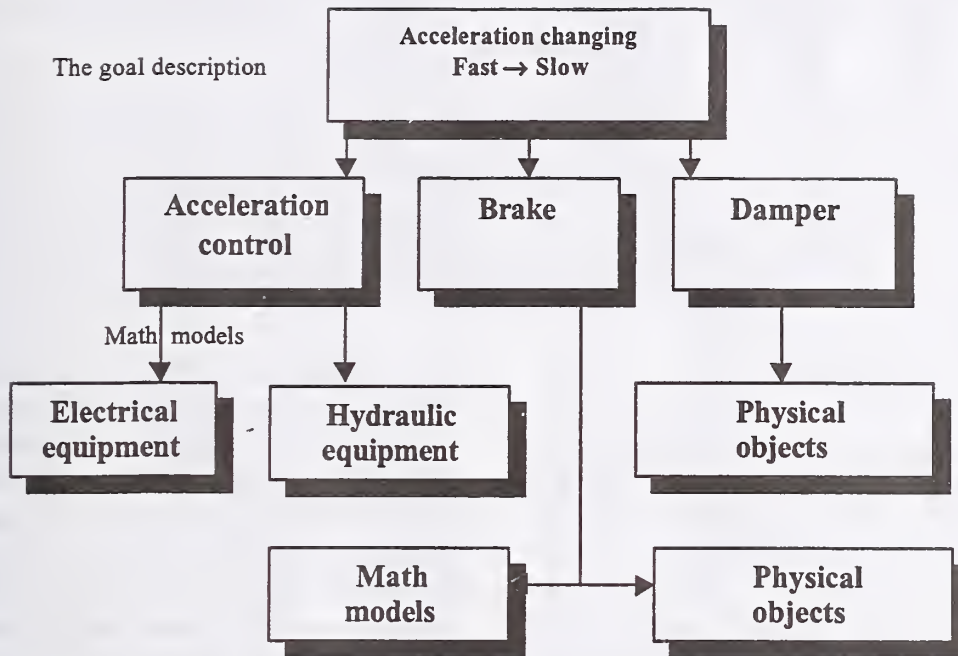 Acceleration changing
Fast → Slow
The goal description
Acceleration
control
Brake
Damper
Math models
Electrical
equipment
Hydraulic
equipment
Physical
objects
Math
models
Physical
objects